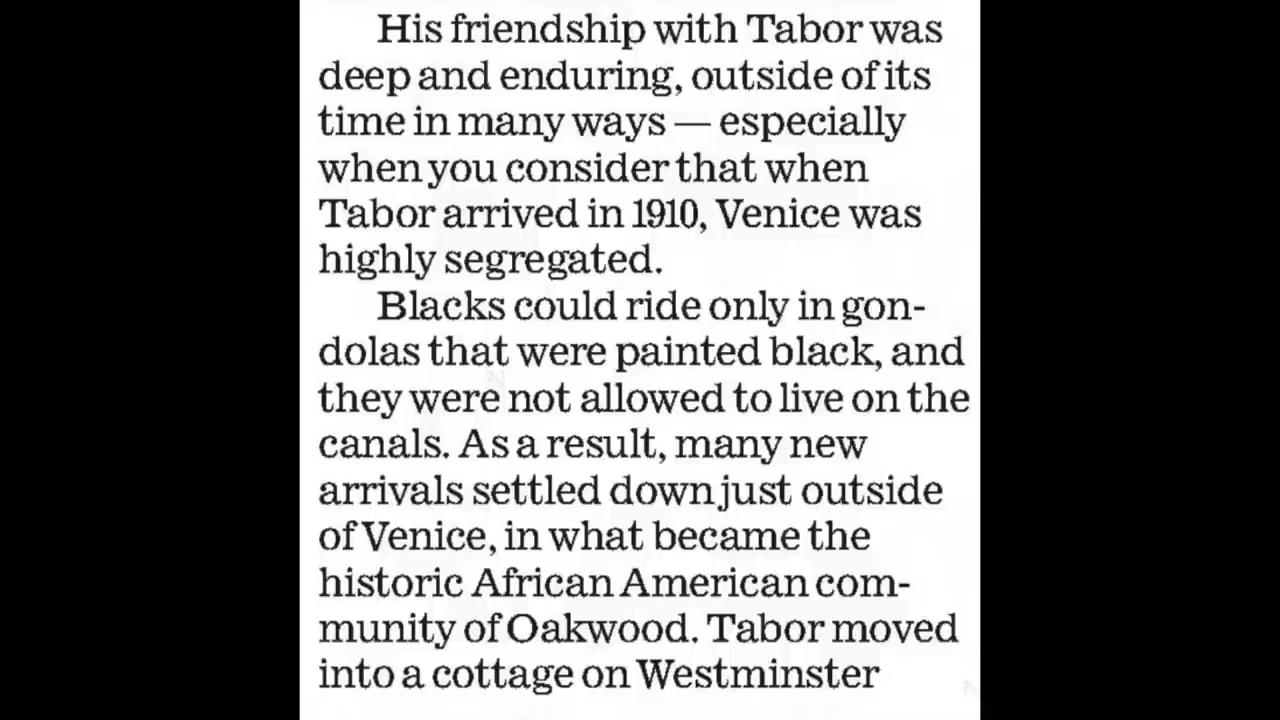 His friendship with Tabor was
deep and enduring, outside of its
time in many ways — especially
when you consider that when
Tabor arrived in 1910, Venice was
highly segregated.
Blacks could ride only in gon-
dolas that were painted black, and
they were not allowed to live on the
canals. As a result, many new
arrivals settled down just outside
of Venice, in what became the
historic African American com-
munity of Oakwood. Tabor moved
into a cottage on Westminster